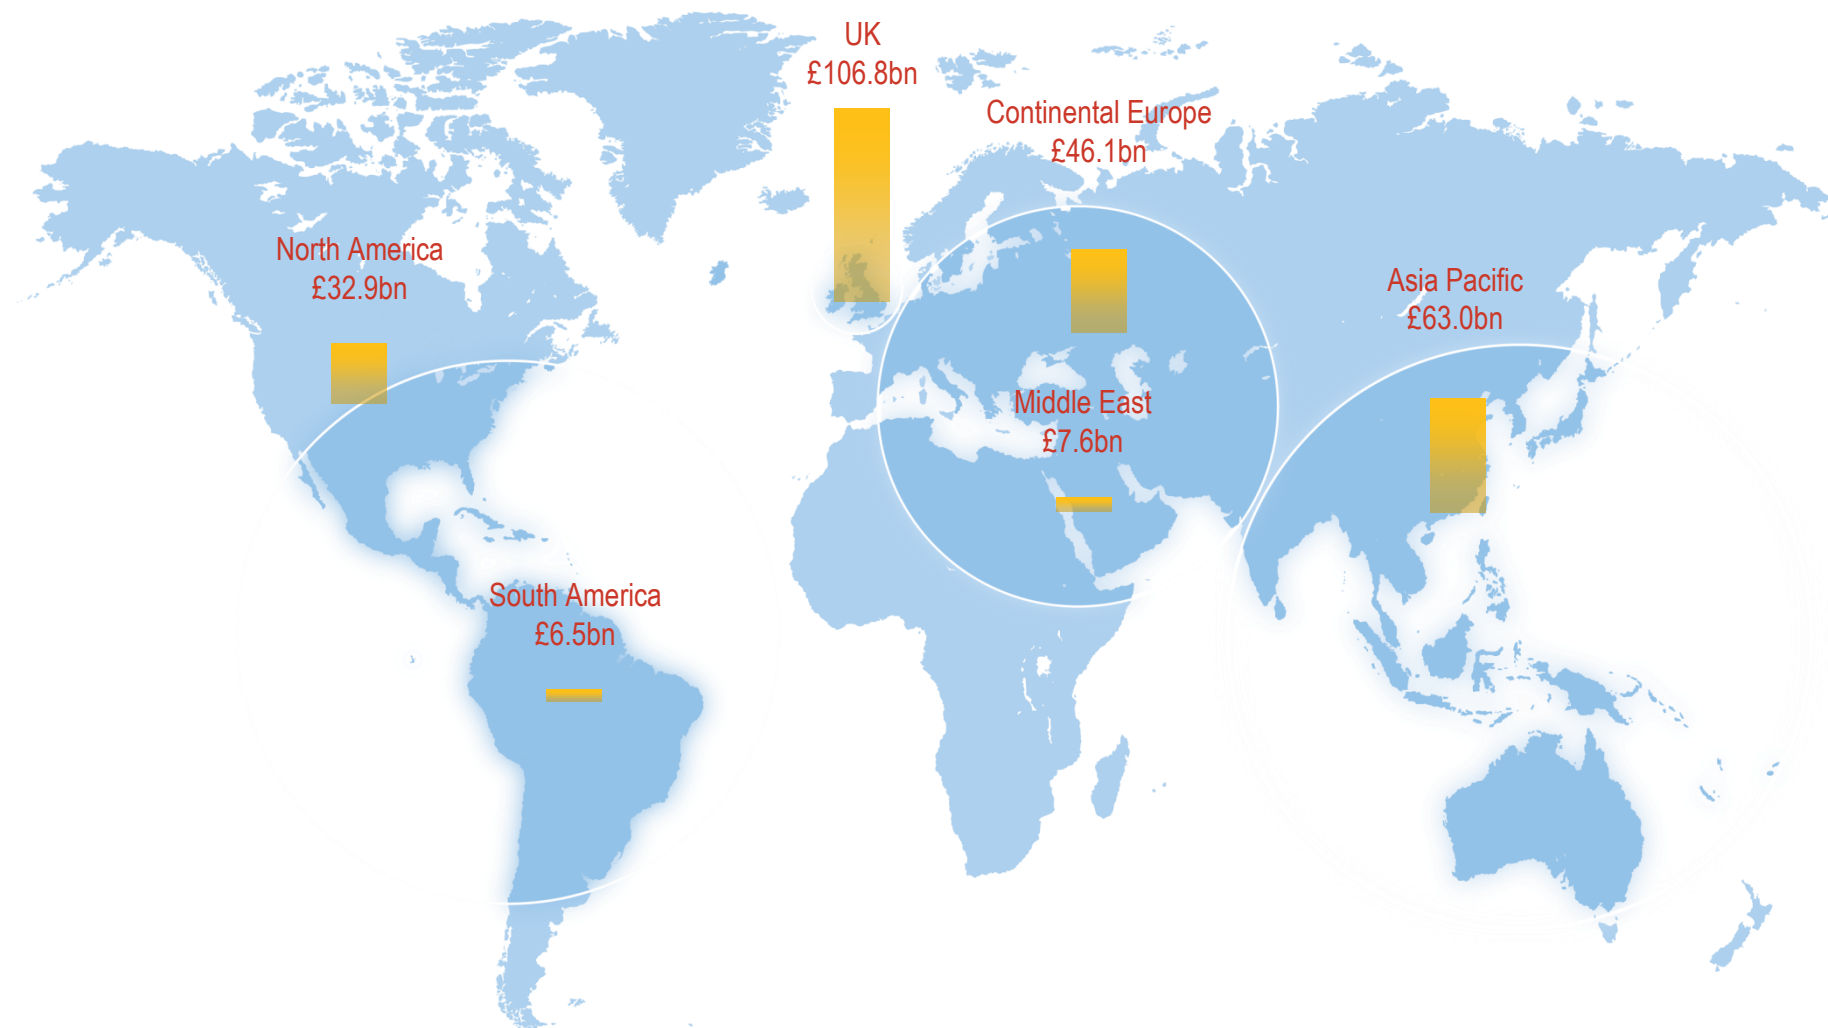 UK
£106.8bn
Continental Europe
£46.1bn
North America
£32.9bn
Asia Pacific
£63.0bn
Middle East
£7.6bn
South America
£6.5bn